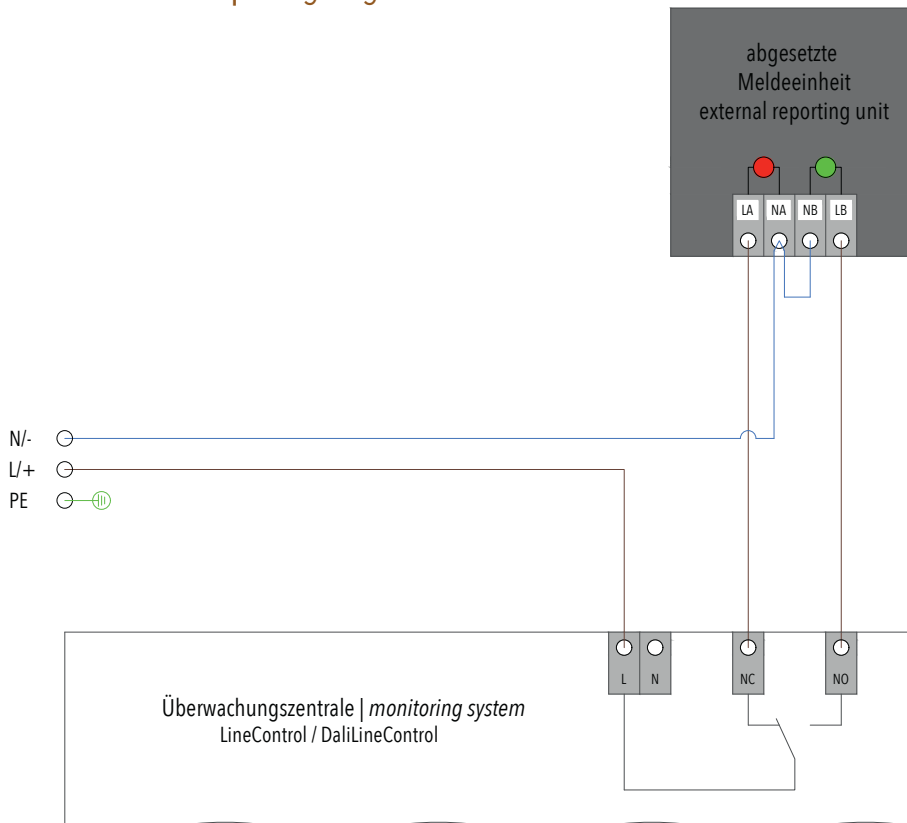 abgesetzte
Meldeeinheit
external reporting unit
LA NA NB LB
N/-
L/+
PE
L N NC NO
Überwachungszentrale | monitoring system
LineControl / DaliLineControl